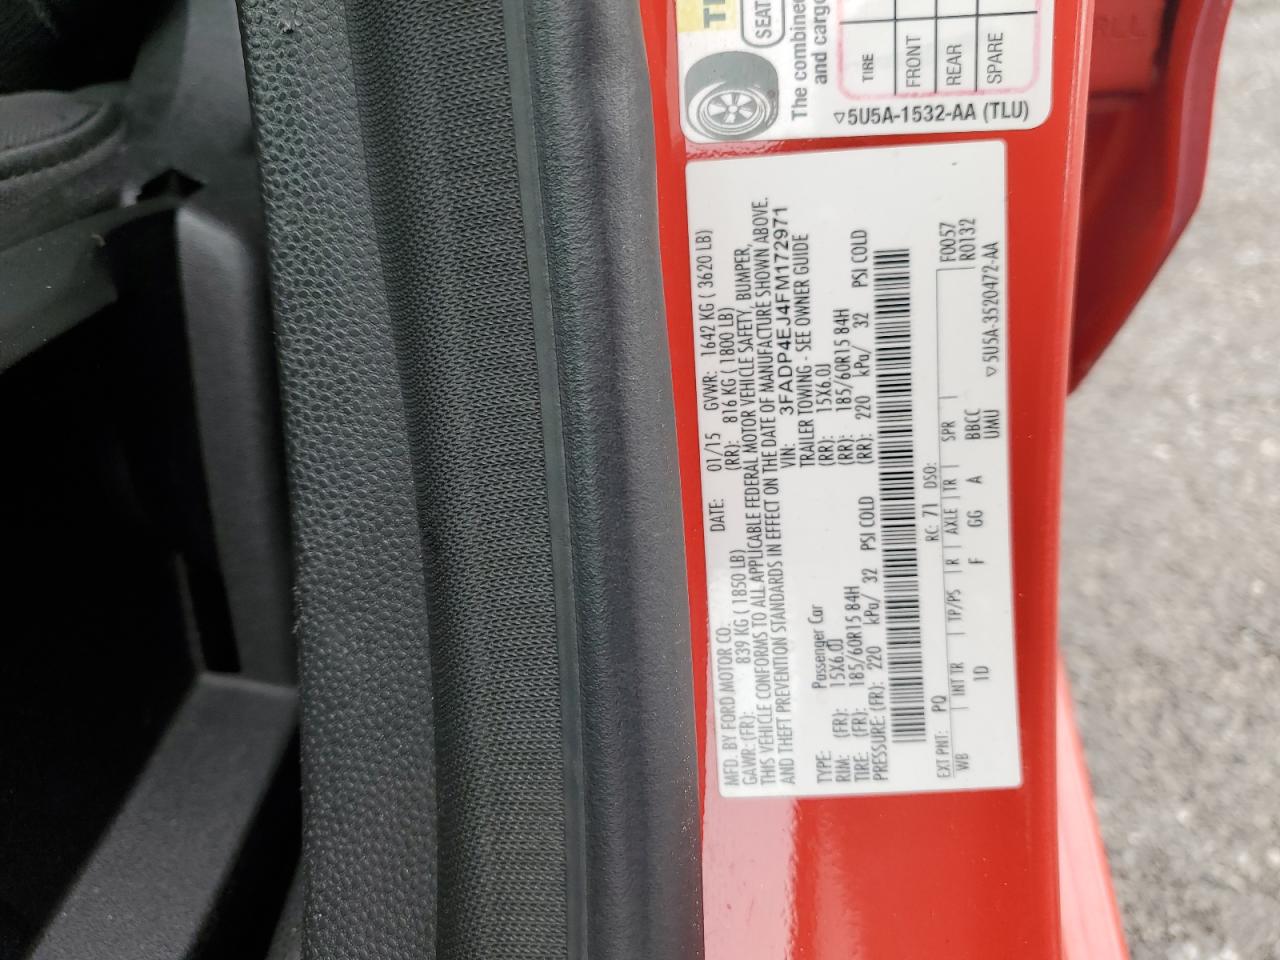 TI
SEAT
The combine
and cargo
TIRE
FRONT
REAR
SPARE
▽5U5A-1532-AA (TLU)
MFD. BY FORD MOTOR CO.
DATE: 01/15 GVWR: 1642 KG ( 3620 LB)
GAWR: (FR): 839 KG ( 1850 LB) (RR): 816 KG ( 1800 LB)
THIS VEHICLE CONFORMS TO ALL APPLICABLE FEDERAL MOTOR VEHICLE SAFETY, BUMPER,
AND THEFT PREVENTION STANDARDS IN EFFECT ON THE DATE OF MANUFACTURE SHOWN ABOVE.
VIN: 3FADP4EJ4FM172971
TYPE: Passenger Car TRAILER TOWING - SEE OWNER GUIDE
RIM: (FR): 15X6.0J (RR): 15X6.0J
TIRE: (FR): 185/60R15 84H (RR): 185/60R15 84H
PRESSURE: (FR): 220 kPa/ 32 PSI COLD (RR): 220 kPa/ 32 PSI COLD
EXT PNT: PQ RC: 71 DSO: F0057
WB | INT TR | TP/PS | R | AXLE | TR | SPR | R0132
1D F GG A BBCC
UMU ▽5U5A-3520472-AA